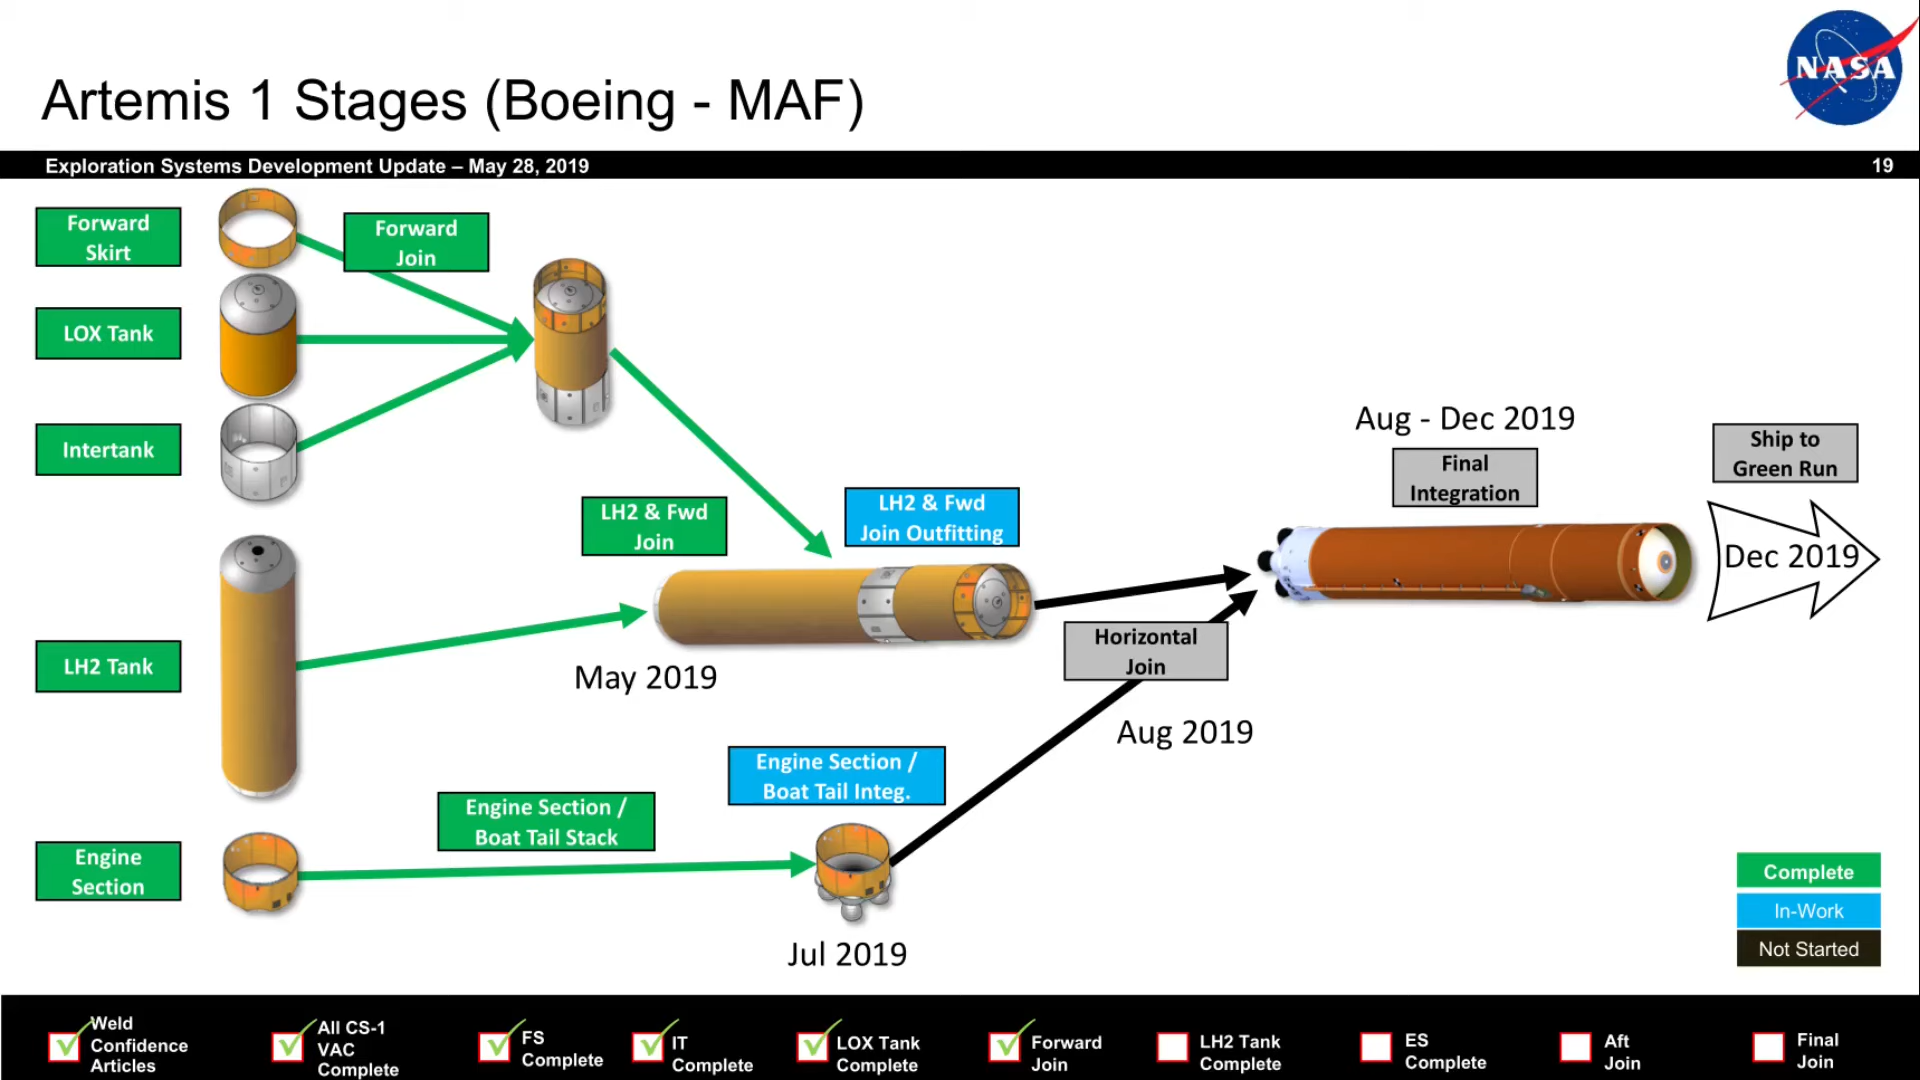 NASA
Artemis 1 Stages (Boeing - MAF)
Exploration Systems Development Update – May 28, 2019
19
Forward
Skirt
Forward
Join
LOX Tank
Intertank
Aug - Dec 2019
Final
Integration
Ship to
Green Run
LH2 & Fwd
Join
LH2 & Fwd
Join Outfitting
Dec 2019
LH2 Tank
May 2019
Horizontal
Join
Aug 2019
Engine Section /
Boat Tail Integ.
Engine Section /
Boat Tail Stack
Engine
Section
Jul 2019
Complete
In-Work
Not Started
Weld
Confidence
Articles
All CS-1
VAC
Complete
FS
Complete
IT
Complete
LOX Tank
Complete
Forward
Join
LH2 Tank
Complete
ES
Complete
Aft
Join
Final
Join